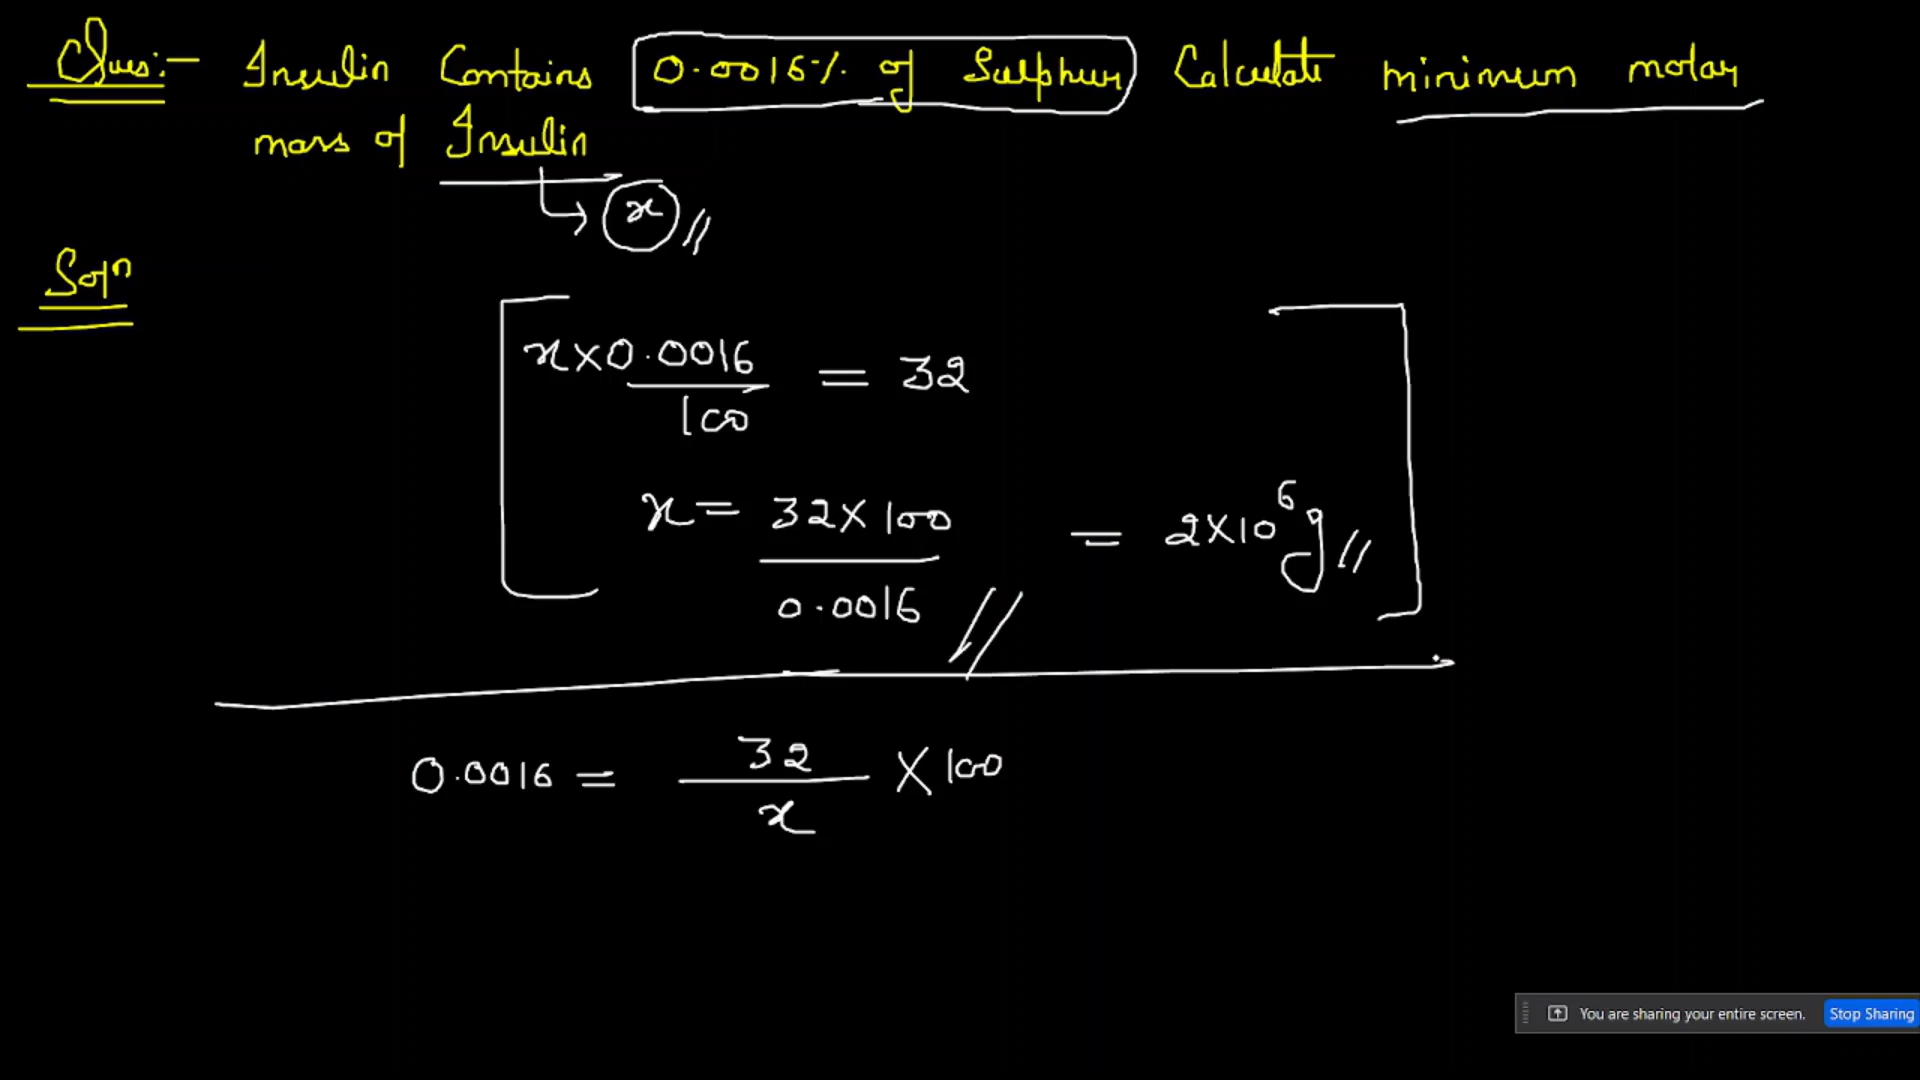 Ques:- Insulin Contains 0.0016% of Sulphur Calculate minimum molar
mass of Insulin
x
Soln
x×0.0016/100 = 32
x = 32×100/0.0016 = 2×10^6 g
0.0016 = 32/x × 100
You are sharing your entire screen. Stop Sharing